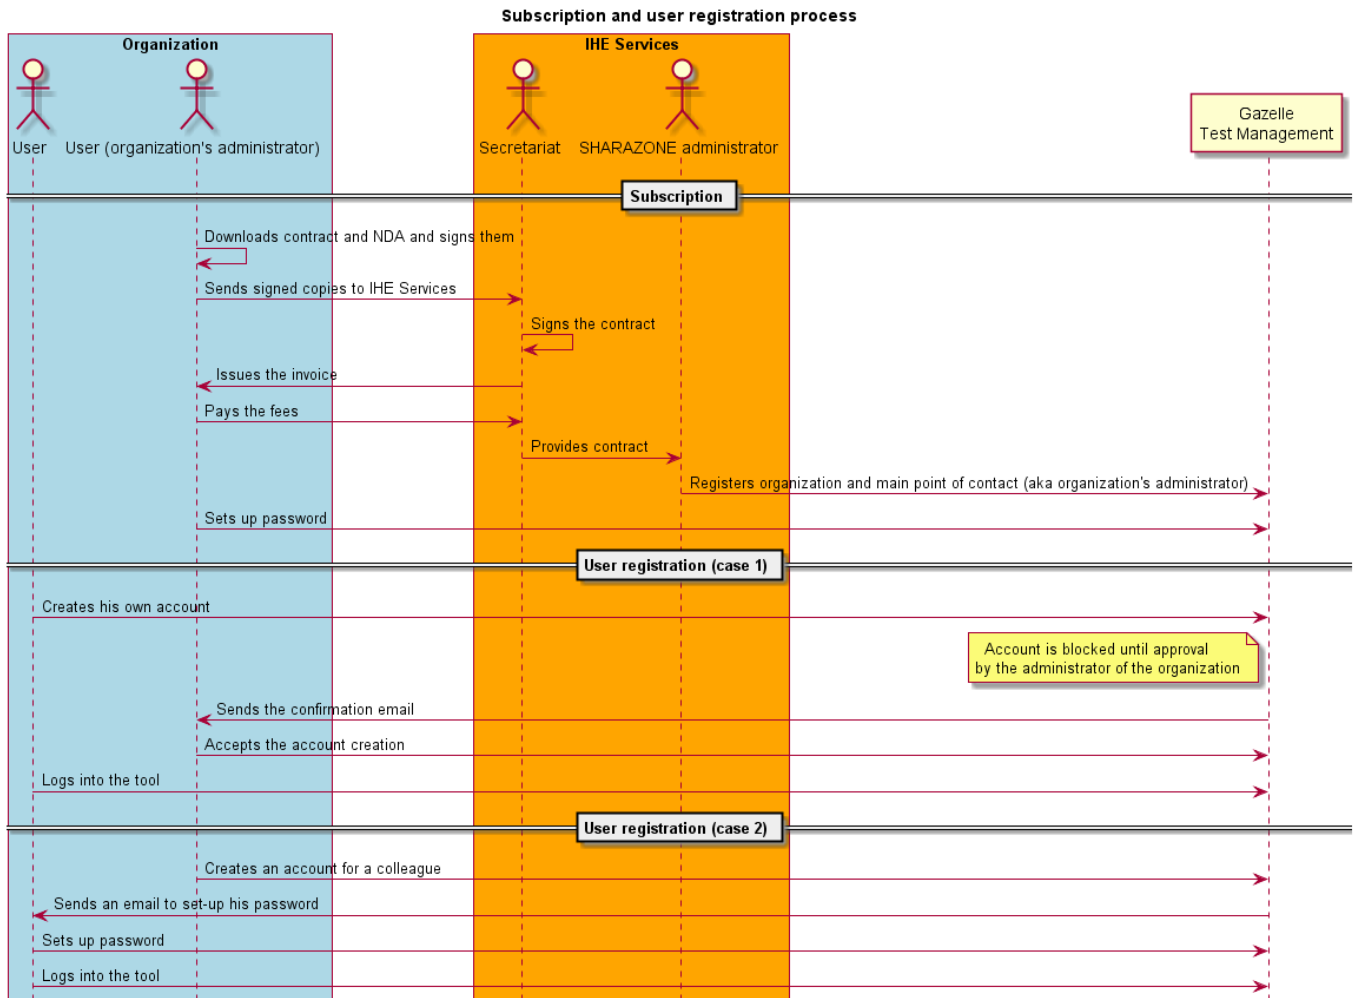 Subscription and user registration process
Organization
IHE Services
User
User (organization's administrator)
Secretariat
SHARAZONE administrator
Gazelle
Test Management
Subscription
Downloads contract and NDA and signs them
Sends signed copies to IHE Services
Signs the contract
Issues the invoice
Pays the fees
Provides contract
Registers organization and main point of contact (aka organization's administrator)
Sets up password
User registration (case 1)
Creates his own account
Account is blocked until approval
by the administrator of the organization
Sends the confirmation email
Accepts the account creation
Logs into the tool
User registration (case 2)
Creates an account for a colleague
Sends an email to set-up his password
Sets up password
Logs into the tool